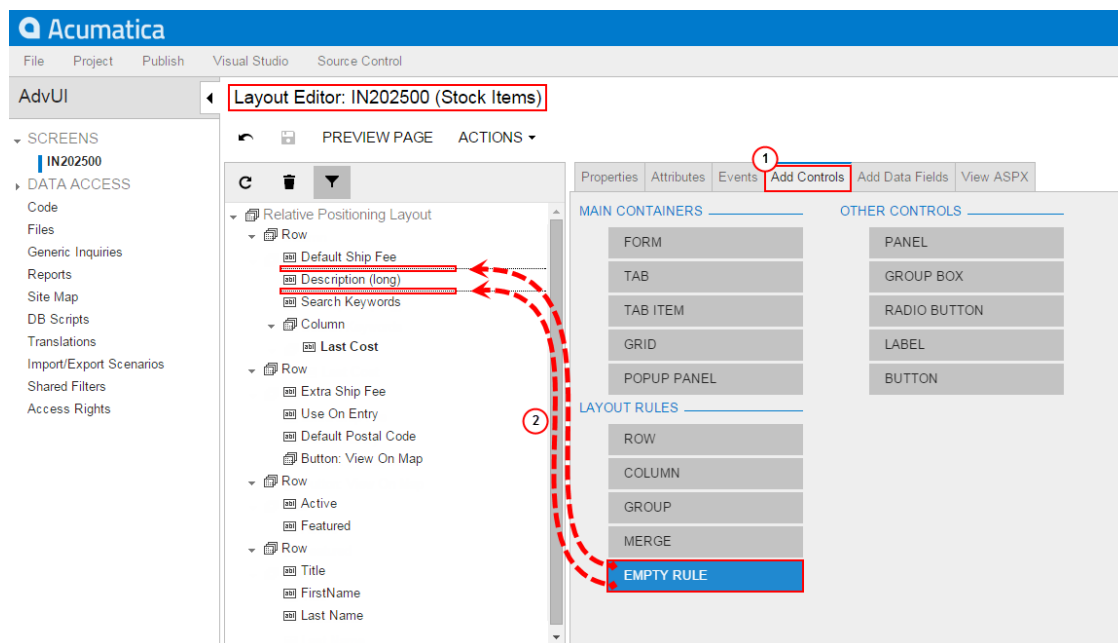 Acumatica
File Project Publish Visual Studio Source Control
AdvUI
Layout Editor: IN202500 (Stock Items)
PREVIEW PAGE ACTIONS
SCREENS
IN202500
DATA ACCESS
Code
Files
Generic Inquiries
Reports
Site Map
DB Scripts
Translations
Import/Export Scenarios
Shared Filters
Access Rights
Relative Positioning Layout
Row
Default Ship Fee
Description (long)
Search Keywords
Column
Last Cost
Row
Extra Ship Fee
Use On Entry
Default Postal Code
Button: View On Map
Row
Active
Featured
Row
Title
FirstName
Last Name
1
2
Properties Attributes Events Add Controls Add Data Fields View ASPX
MAIN CONTAINERS
FORM
TAB
TAB ITEM
GRID
POPUP PANEL
LAYOUT RULES
ROW
COLUMN
GROUP
MERGE
EMPTY RULE
OTHER CONTROLS
PANEL
GROUP BOX
RADIO BUTTON
LABEL
BUTTON